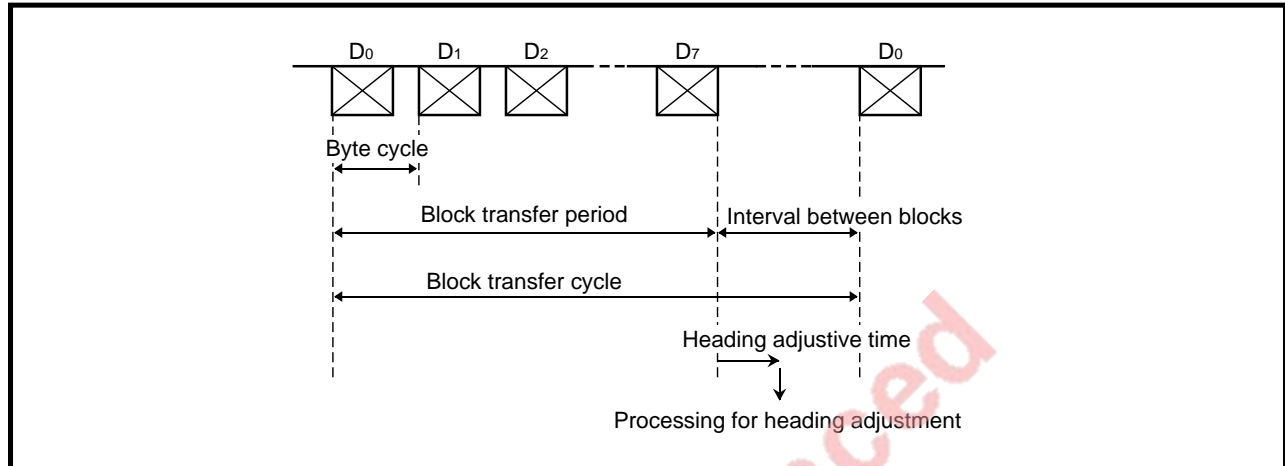 D0 D1 D2 D7 D0
Byte cycle
Block transfer period Interval between blocks
Block transfer cycle
Heading adjustive time
Processing for heading adjustment